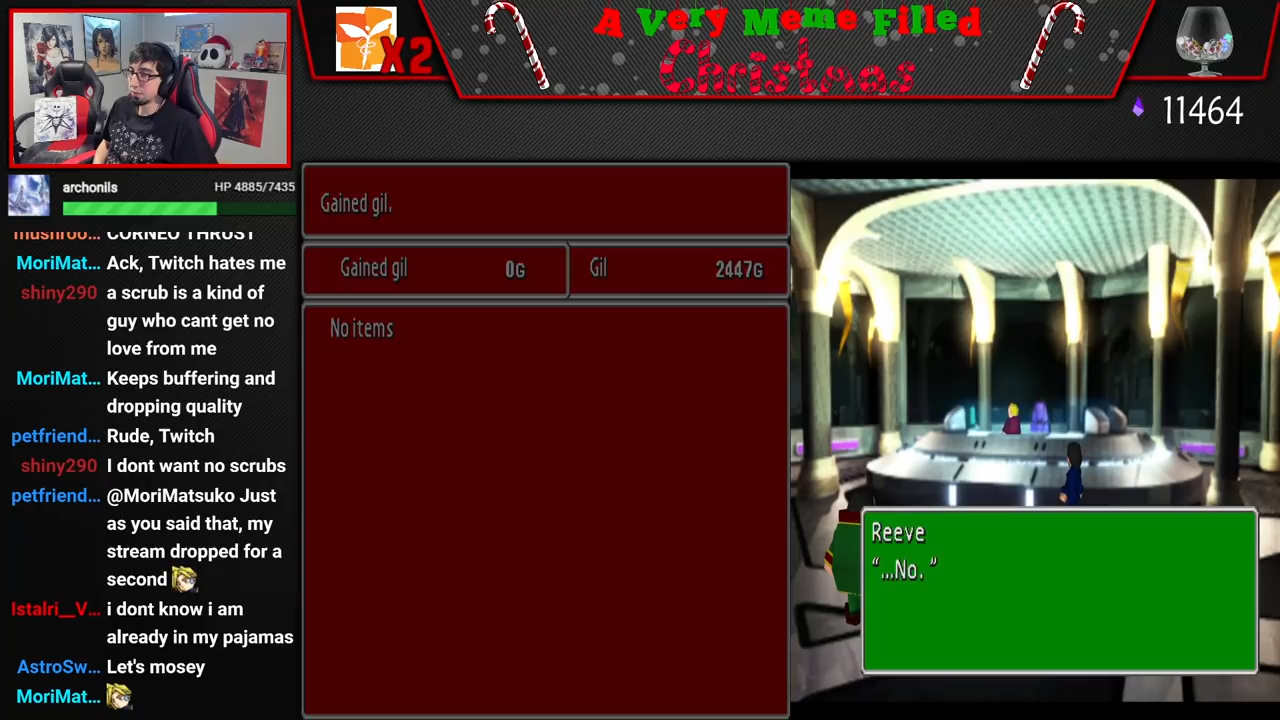 X2
A Very Meme Filled
Christmas
11464
archonils HP 4885/7435
mushroo... CORNEO THRUST
MoriMat... Ack, Twitch hates me
shiny290 a scrub is a kind of
guy who cant get no
love from me
MoriMat... Keeps buffering and
dropping quality
petfriend... Rude, Twitch
shiny290 I dont want no scrubs
petfriend... @MoriMatsuko Just
as you said that, my
stream dropped for a
second
Istalri__V... i dont know i am
already in my pajamas
AstroSw... Let's mosey
MoriMat...
Gained gil.
Gained gil 0G Gil 2447G
No items
Reeve
“…No. ”